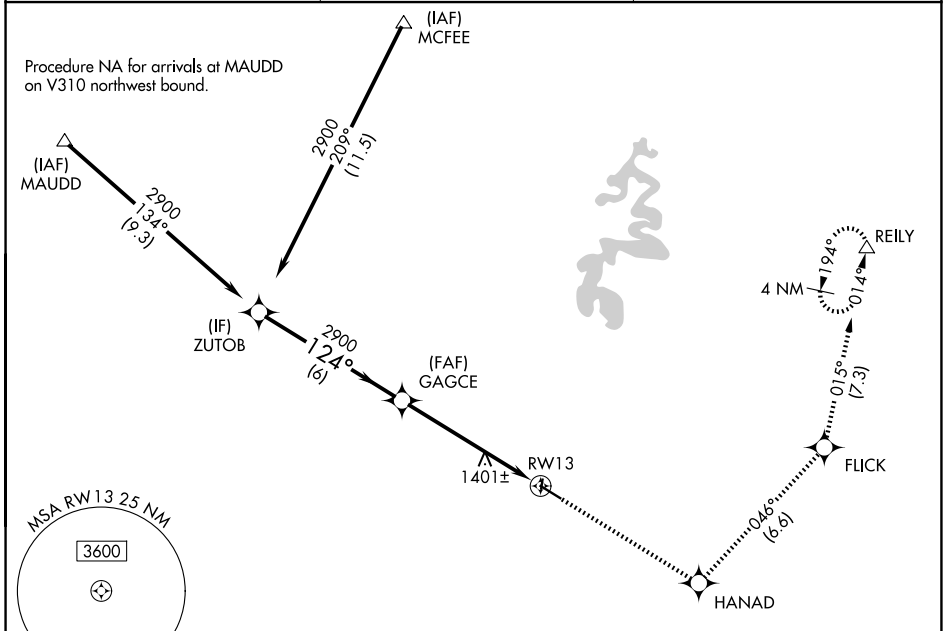 (IAF)
MCFEE
Procedure NA for arrivals at MAUDD
on V310 northwest bound.
2900
209°
(11.5)
(IAF)
MAUDD
2900
134°
(9.3)
REILY
194°
014°
4 NM
(IF)
ZUTOB
2900
124°
(6)
(FAF)
GAGCE
015°
(7.3)
1401±
RW13
FLICK
046°
(6.6)
HANAD
MSA RW13 25 NM
3600